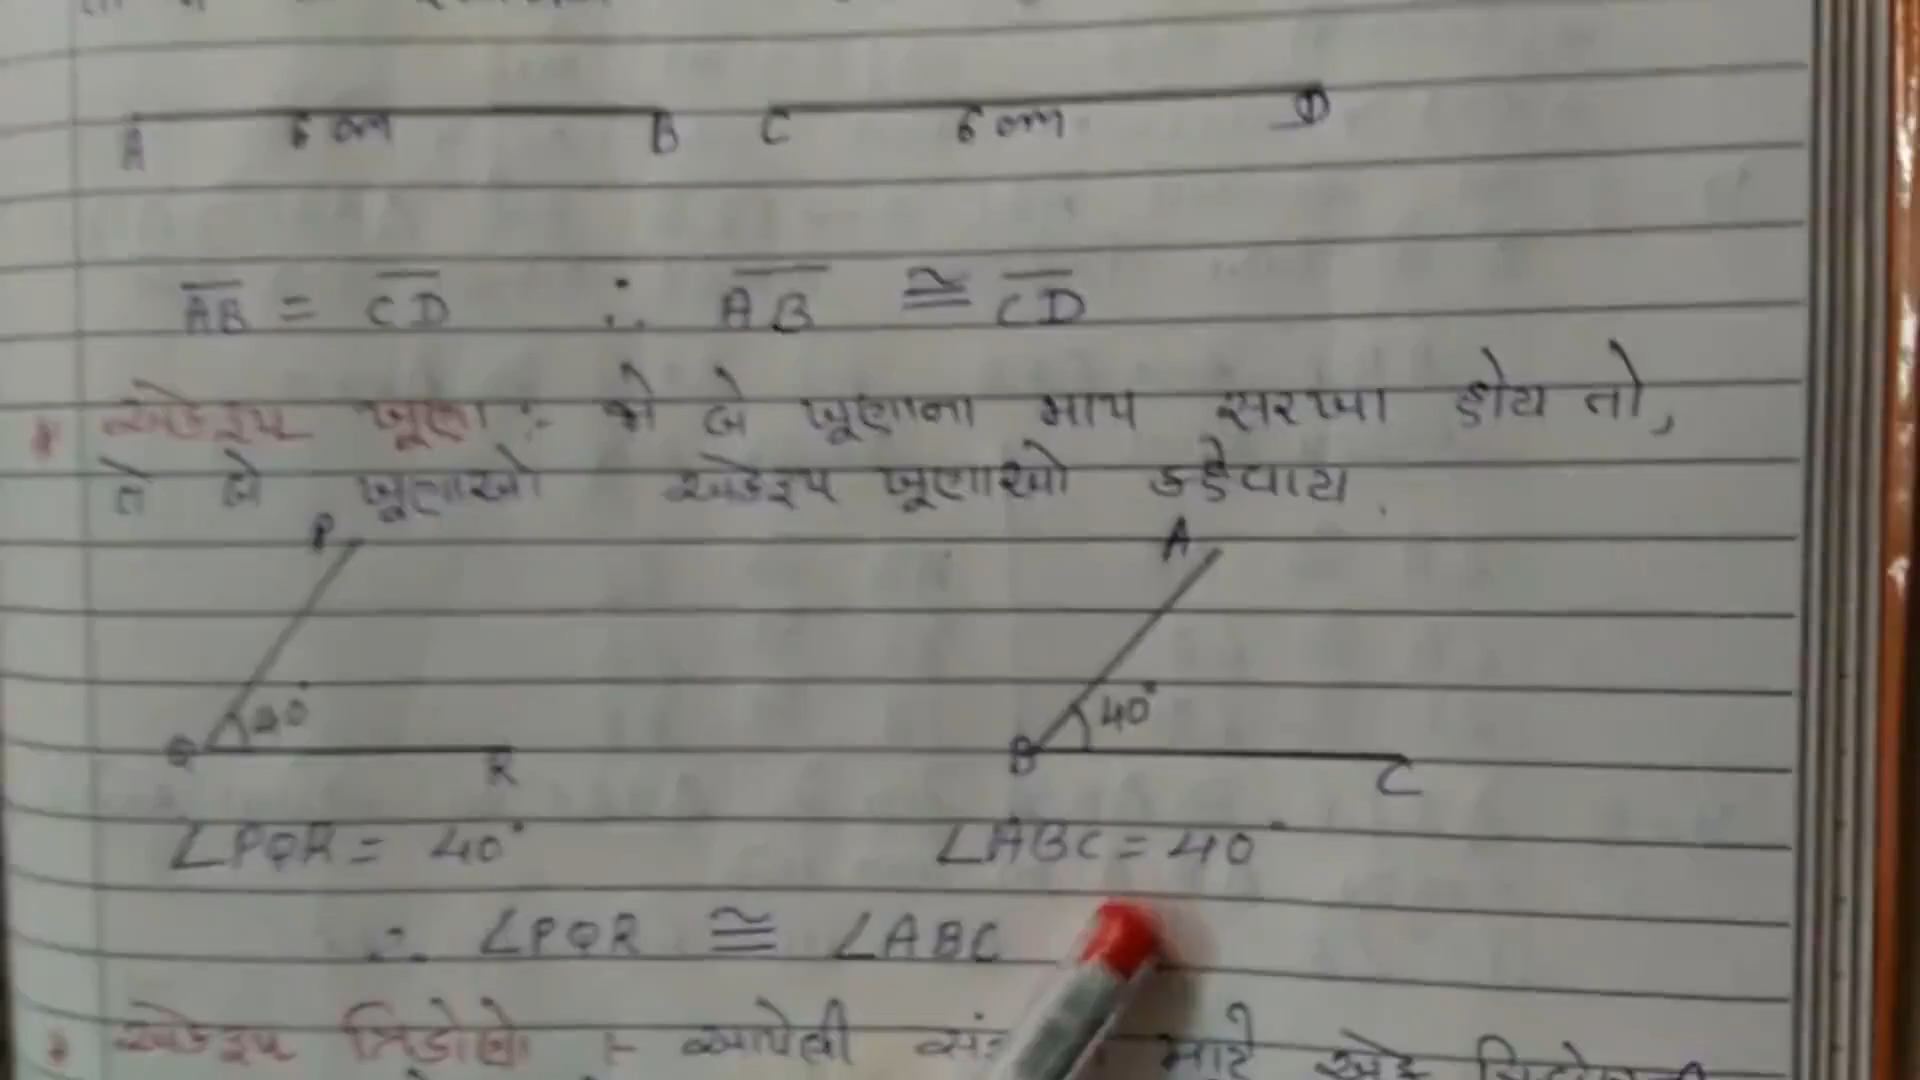 A 6 cm B C 6 cm D
AB = CD ∴ AB ≅ CD
* એકરૂપ ખૂણા :- જો બે ખૂણાના માપ સરખા હોય તો,
તે બે ખૂણાઓ એકરૂપ ખૂણાઓ કહેવાય.
P A
40° 40°
Q R B C
∠PQR = 40° ∠ABC = 40°
∴ ∠PQR ≅ ∠ABC
* એકરૂપ ત્રિકોણો :- આપેલી માટે એક